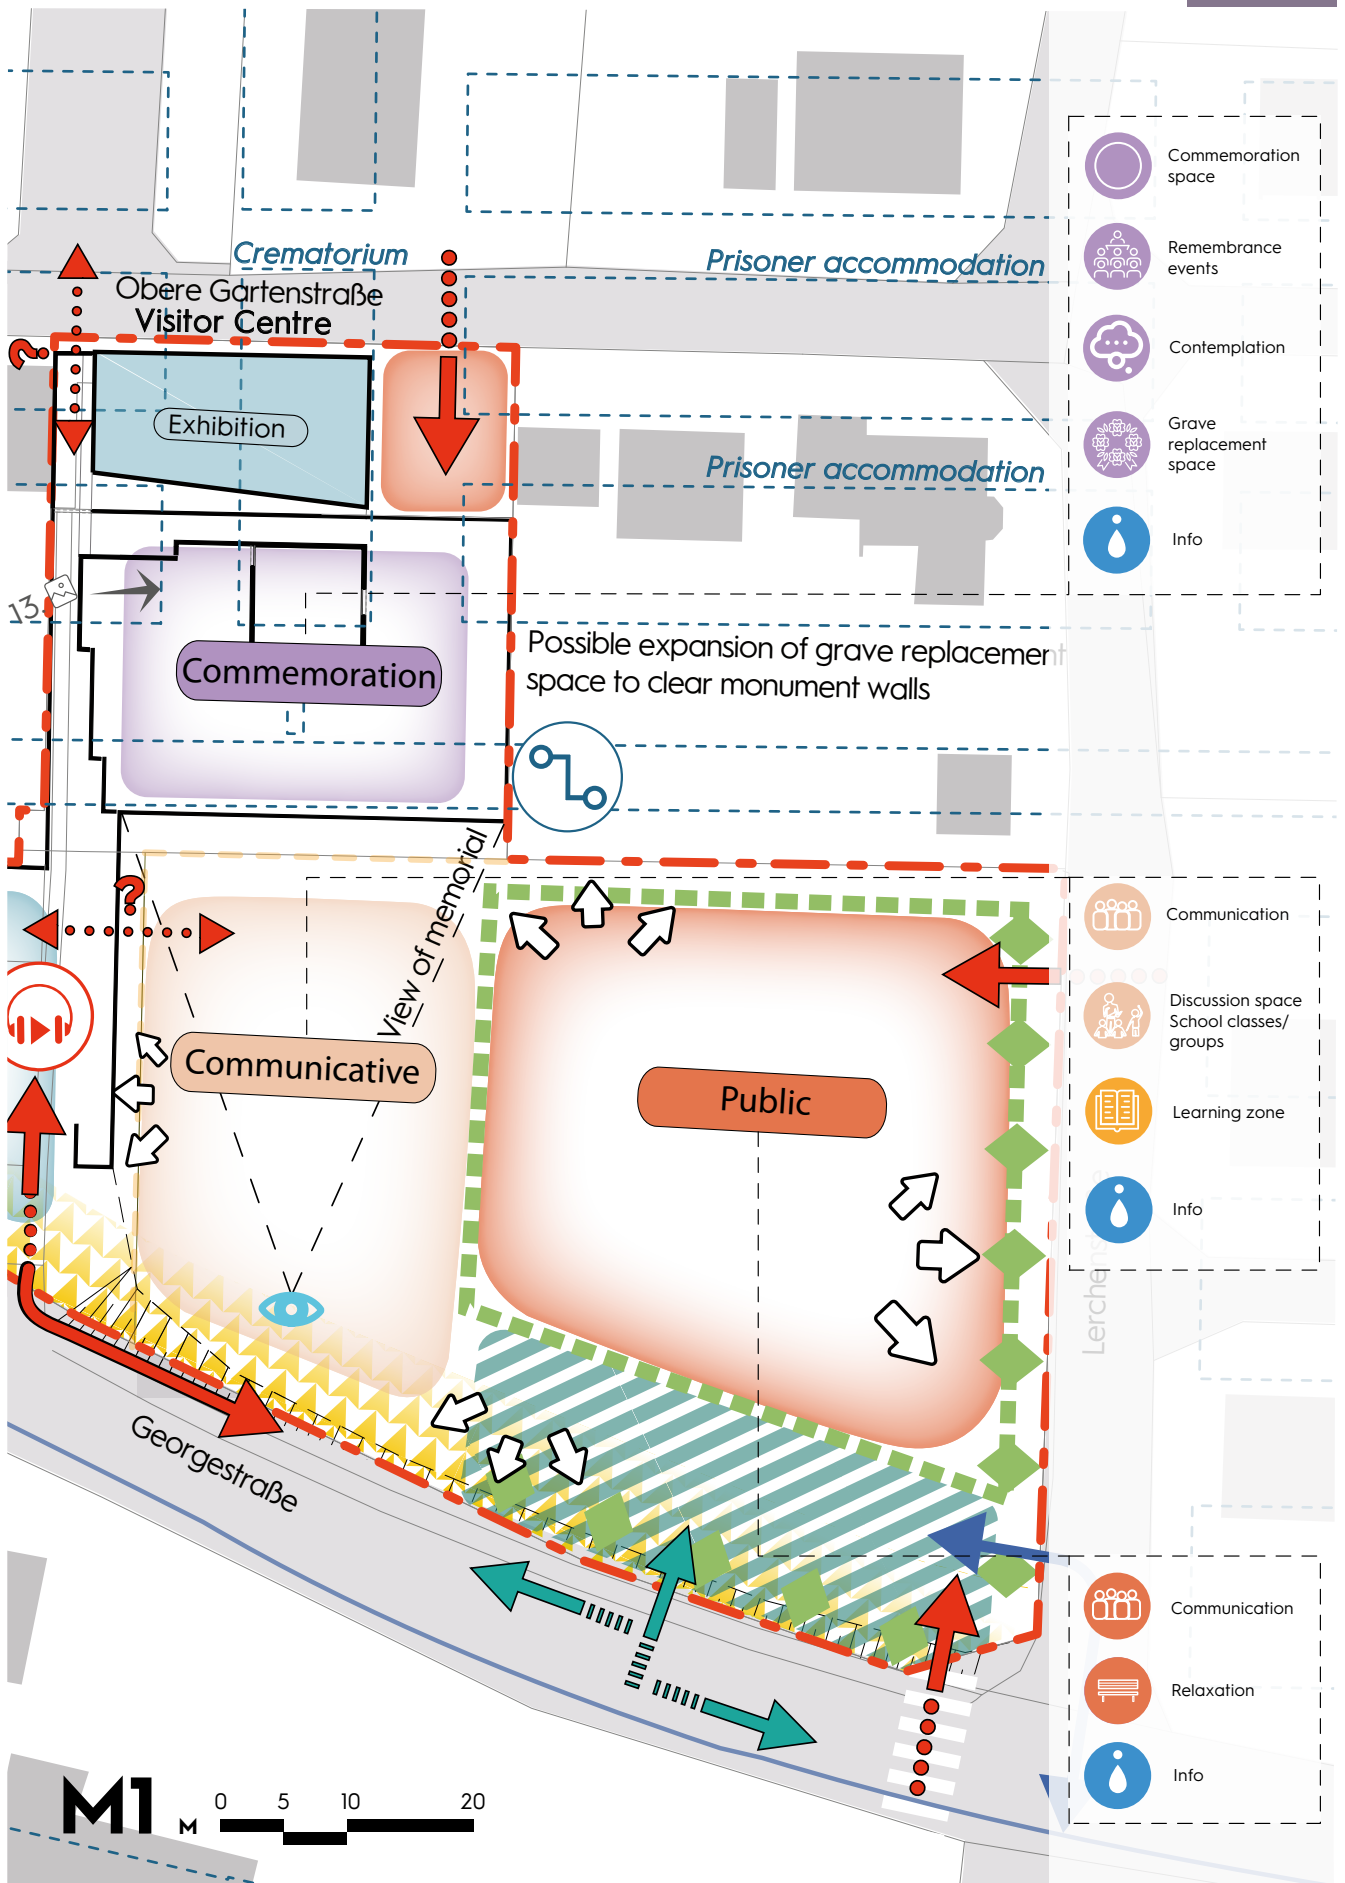 Crematorium
Prisoner accommodation
Obere Gartenstraße
Visitor Centre
?
Exhibition
Prisoner accommodation
13.
Commemoration
Possible expansion of grave replacement
space to clear monument walls
View of memorial
?
Communicative
Public
Georgestraße
M1
M
0 5 10 20
Commemoration
space
Remembrance
events
Contemplation
Grave
replacement
space
Info
Communication
Discussion space
School classes/
groups
Learning zone
Info
Communication
Relaxation
Info